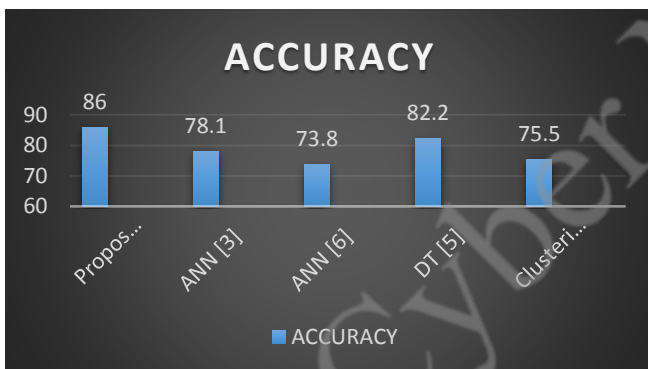 ACCURACY
86
78.1
73.8
82.2
75.5
90
80
70
60
Propos...
ANN [3]
ANN [6]
DT [5]
Clusteri...
ACCURACY
Cyber